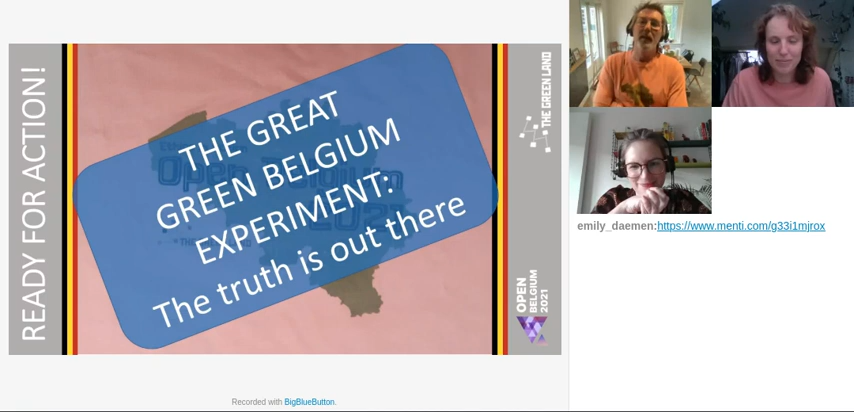 READY FOR ACTION!
THE GREAT
GREEN BELGIUM
EXPERIMENT:
The truth is out there
THE GREEN LAND
OPEN
BELGIUM
2021
emily_daemen:https://www.menti.com/g33i1mjrox
Recorded with BigBlueButton.